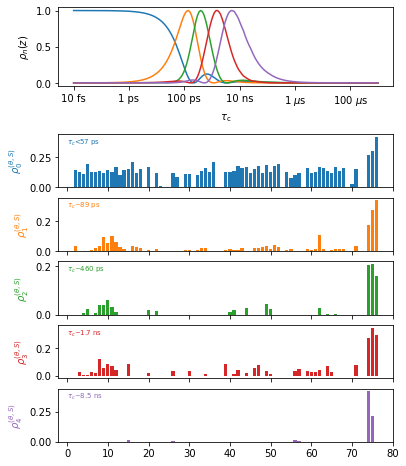 1.0
0.5
0.0
ρₙ(z)
10 fs 1 ps 100 ps 10 ns 1 μs 100 μs
τc
0.25
0.00
ρ₀^(θ,S)
τc<57 ps
0.2
0.0
ρ₁^(θ,S)
τc~89 ps
0.2
0.0
ρ₂^(θ,S)
τc~460 ps
0.2
0.0
ρ₃^(θ,S)
τc~1.7 ns
0.25
0.00
ρ₄^(θ,S)
τc~8.5 ns
0 10 20 30 40 50 60 70 80